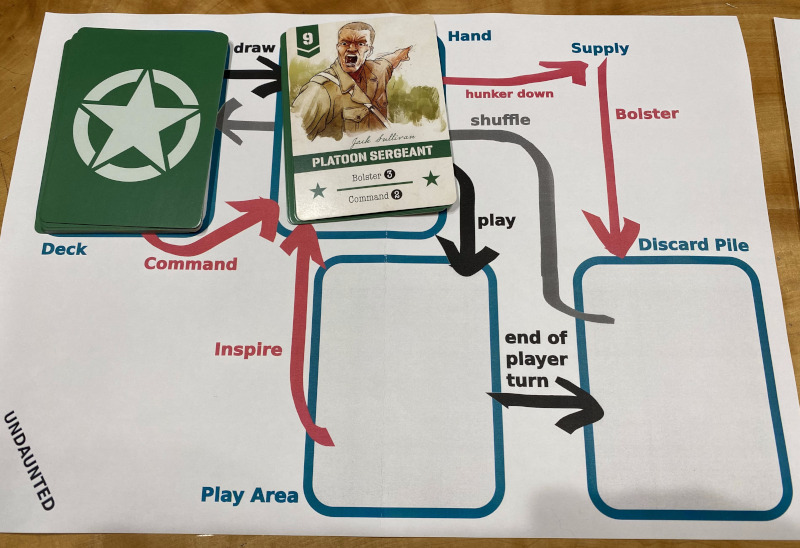 draw
9
Hand
Supply
hunker down
Bolster
shuffle
Jack Sullivan
PLATOON SERGEANT
Bolster 3
Command 2
play
Deck
Command
Discard Pile
Inspire
end of
player
turn
UNDAUNTED
Play Area